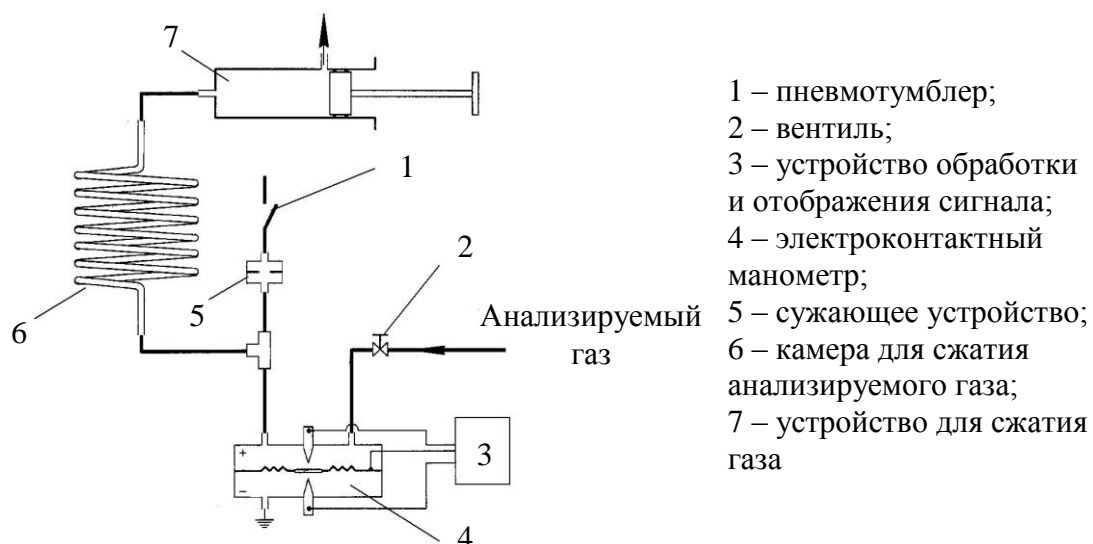 7
1
2
5
6
Анализируемый
газ
+
−
3
4
1 – пневмотумблер;
2 – вентиль;
3 – устройство обработки
и отображения сигнала;
4 – электроконтактный
манометр;
5 – сужающее устройство;
6 – камера для сжатия
анализируемого газа;
7 – устройство для сжатия
газа